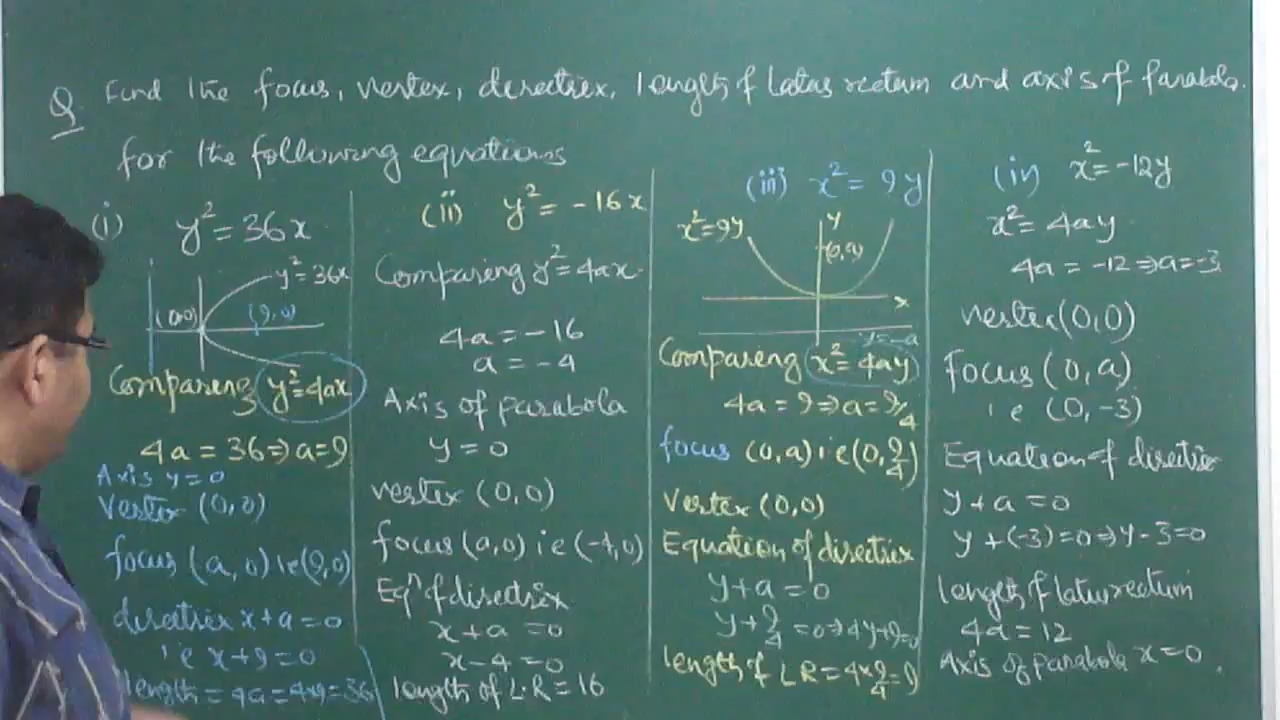 Q Find the focus, vertex, directrix, length of latus rectum and axis of Parabola.
for the following equations
(i) y² = 36x
y² = 36x
(0,0) (9,0)
Comparing y² = 4ax
4a = 36 ⇒ a = 9
Axis y = 0
Vertex (0,0)
focus (a,0) ie (9,0)
directrix x + a = 0
ie x + 9 = 0
length = 4a = 4x9 = 36
(ii) y² = -16x
Comparing y² = 4ax.
4a = -16
a = -4
Axis of parabola
y = 0
vertex (0,0)
focus (a,0) ie (-4,0)
Eqⁿ of directrix
x + a = 0
x - 4 = 0
length of L.R = 16
(iii) x² = 9y
x² = 9y
y
(0,a)
x
y = -a
Comparing x² = 4ay
4a = 9 ⇒ a = 9/4
focus (0,a) ie (0, 9/4)
Vertex (0,0)
Equation of directrix
y + a = 0
y + 9/4 = 0 ⇒ 4y + 9 = 0
length of LR = 4 x 9/4 = 9
(iv) x² = -12y
x² = 4ay
4a = -12 ⇒ a = -3
vertex (0,0)
Focus (0,a)
ie (0,-3)
Equation of directrix
y + a = 0
y + (-3) = 0 ⇒ y - 3 = 0
length of latus rectum
4a = 12
Axis of parabola x = 0.